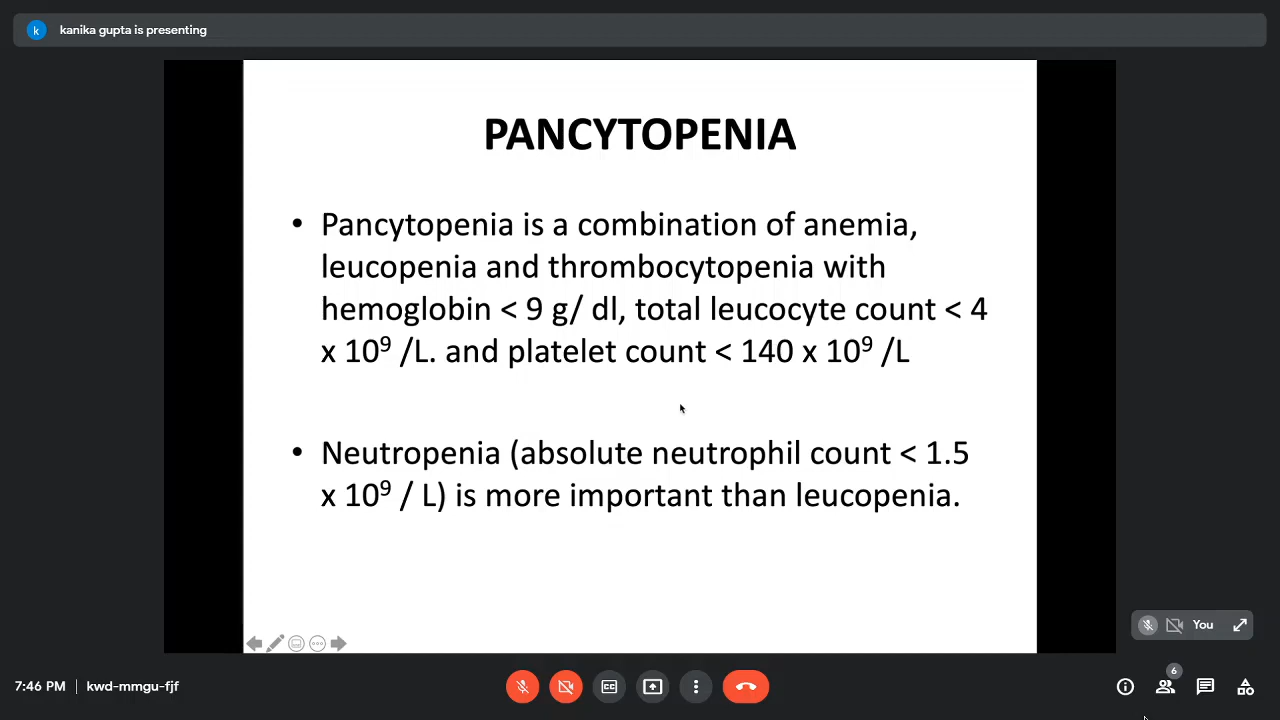 k kanika gupta is presenting
PANCYTOPENIA
• Pancytopenia is a combination of anemia,
leucopenia and thrombocytopenia with
hemoglobin < 9 g/ dl, total leucocyte count < 4
x 10⁹ /L. and platelet count < 140 x 10⁹ /L
• Neutropenia (absolute neutrophil count < 1.5
x 10⁹ / L) is more important than leucopenia.
You
7:46 PM | kwd-mmgu-fjf
CC
6